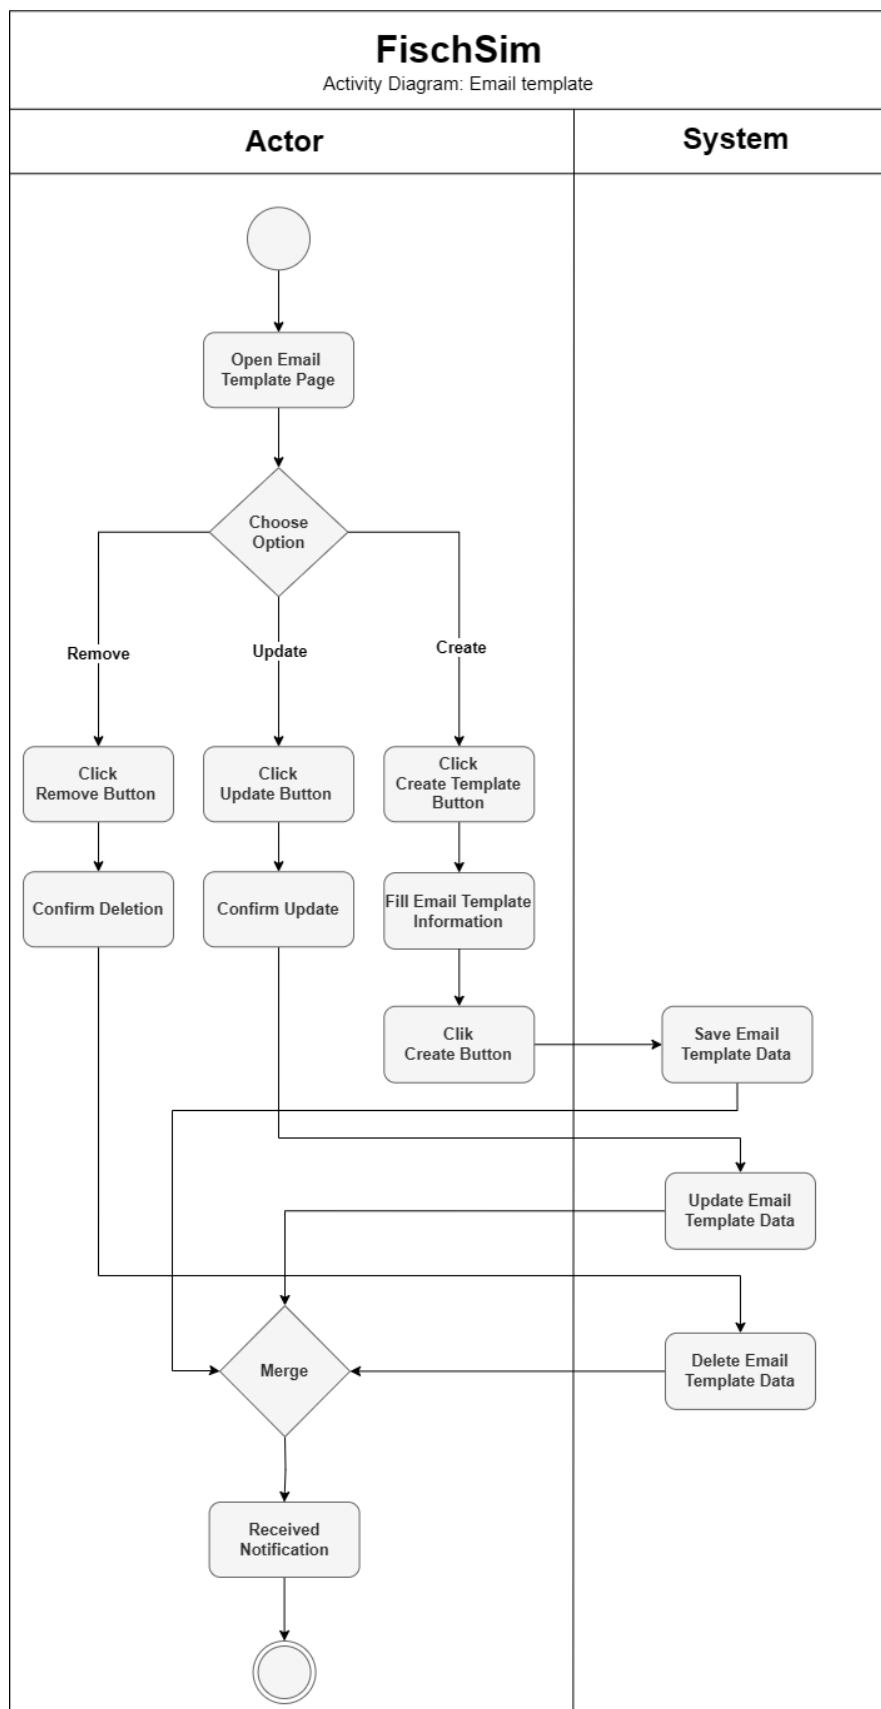 FischSim
Activity Diagram: Email template
Actor
System
Open Email
Template Page
Choose
Option
Remove
Update
Create
Click
Remove Button
Click
Update Button
Click
Create Template
Button
Confirm Deletion
Confirm Update
Fill Email Template
Information
Clik
Create Button
Save Email
Template Data
Update Email
Template Data
Merge
Delete Email
Template Data
Received
Notification